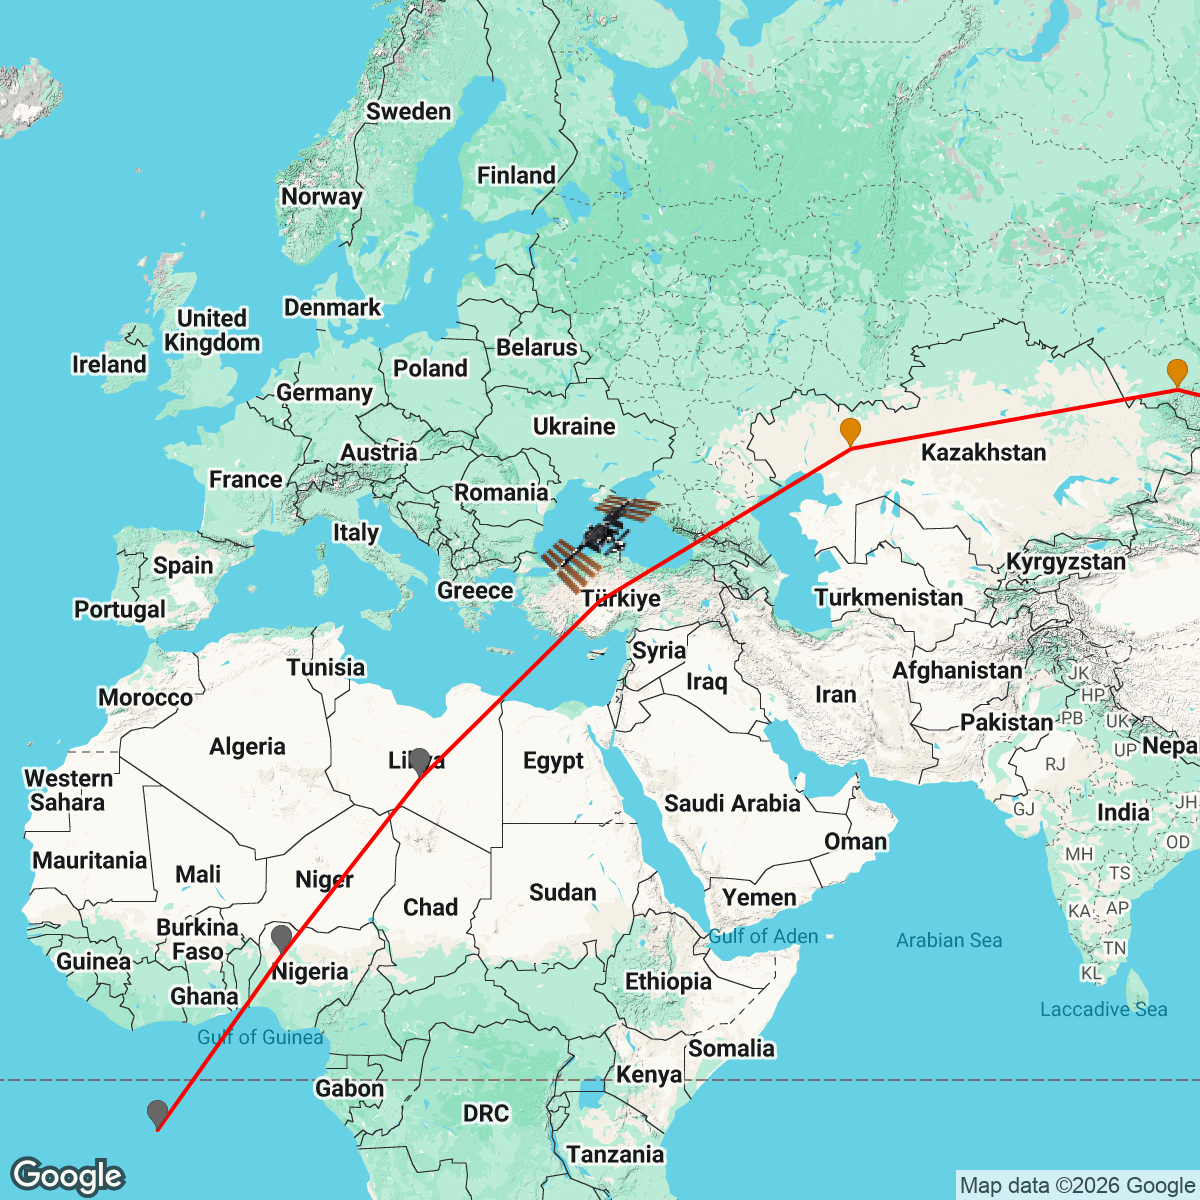 Sweden
Finland
Norway
Denmark
United
Kingdom
Ireland
Belarus
Poland
Germany
Ukraine
Austria
Kazakhstan
France
Romania
Italy
Kyrgyzstan
Spain
Greece
Türkiye
Turkmenistan
Portugal
Syria
Tunisia
Afghanistan
JK
Iraq
Iran
HP
Morocco
Pakistan
PB
UK
Algeria
Nepa
UP
Egypt
RJ
Western
Sahara
Saudi Arabia
GJ
JH
India
Oman
OD
Mauritania
MH
Mali
Niger
TS
Sudan
Yemen
Chad
KA
AP
Burkina
Faso
Gulf of Aden
Arabian Sea
TN
Guinea
Nigeria
KL
Ethiopia
Ghana
Laccadive Sea
Gulf of Guinea
Somalia
Kenya
Gabon
DRC
Tanzania
Google
Map data ©2026 Google